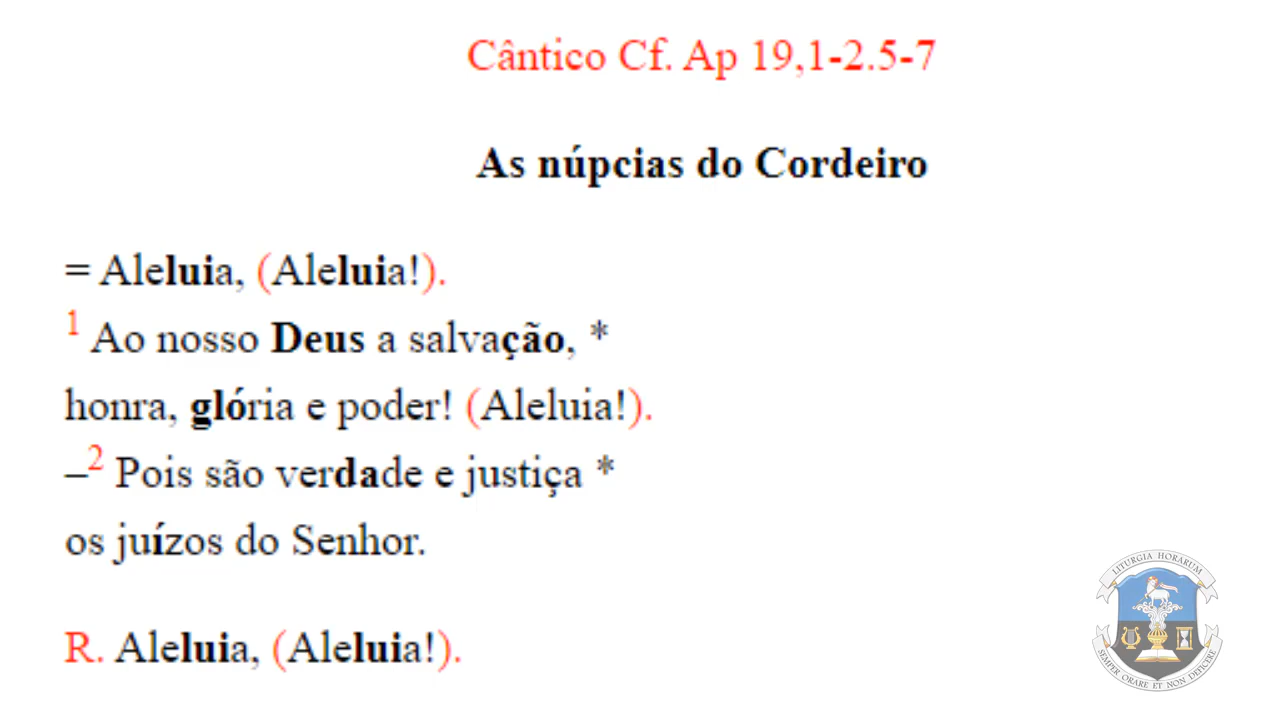 Cântico Cf. Ap 19,1-2.5-7
As núpcias do Cordeiro
= Aleluia, (Aleluia!).
1 Ao nosso Deus a salvação, *
honra, glória e poder! (Aleluia!).
–2 Pois são verdade e justiça *
os juízos do Senhor.
R. Aleluia, (Aleluia!).
LITURGIA HORARUM
SEMPER ORARE ET NON DEFICERE